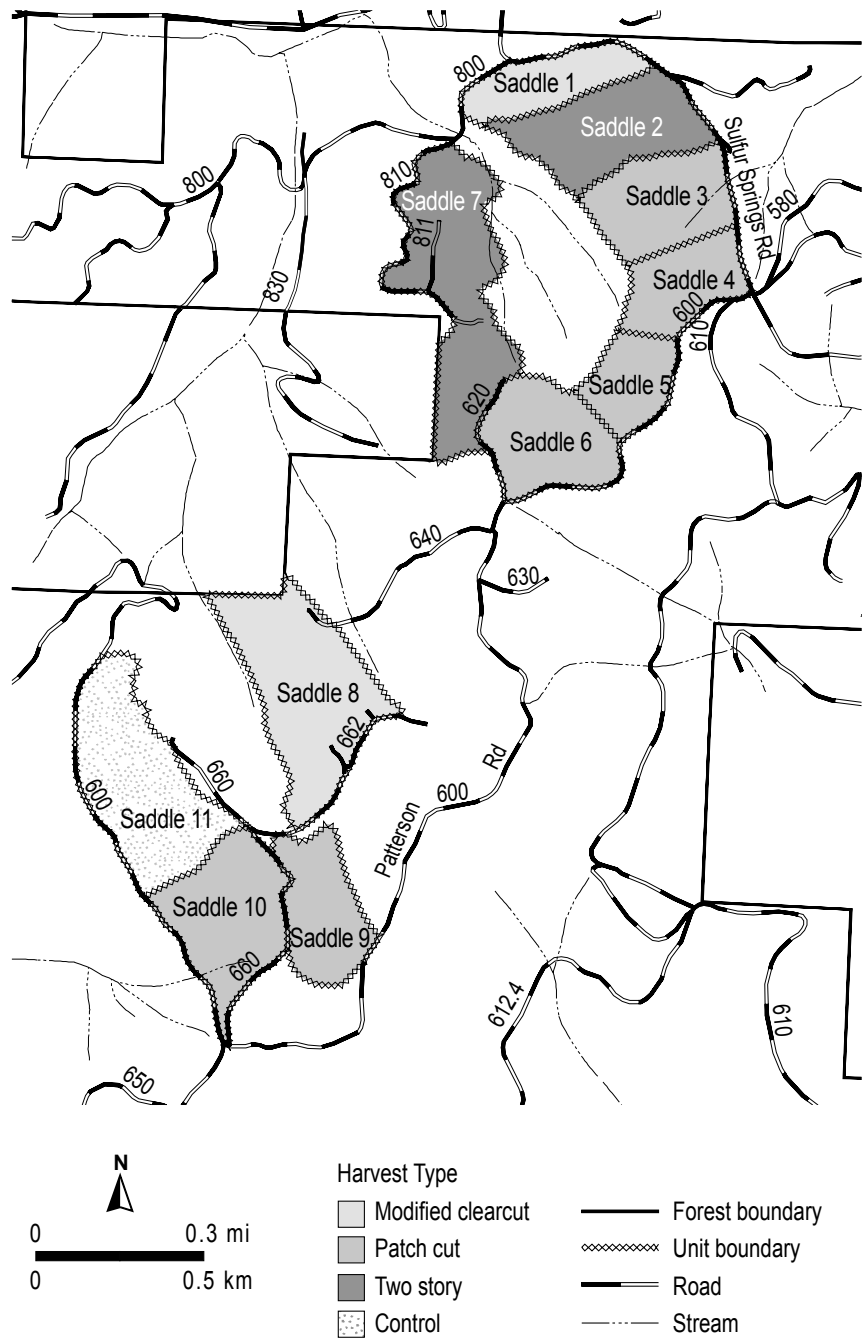 800
Saddle 1
Saddle 2
Sulfur Springs Rd
800
810
Saddle 7
Saddle 3
580
811
Saddle 4
830
600
610
Saddle 5
620
Saddle 6
640
630
Saddle 8
662
660
600
600
Rd
Saddle 11
Patterson
Saddle 10
Saddle 9
660
612.4
610
650
N
0 0.3 mi
0 0.5 km
Harvest Type
Modified clearcut
Patch cut
Two story
Control
Forest boundary
Unit boundary
Road
Stream